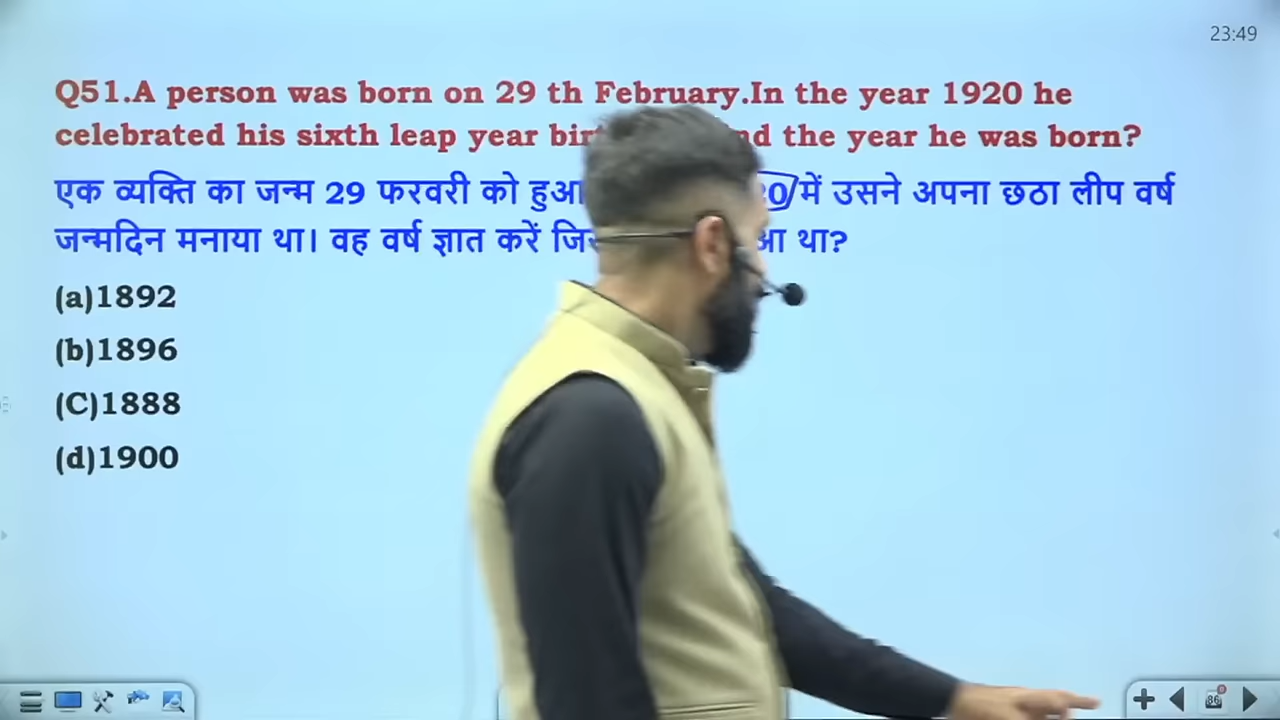 23:49
Q51.A person was born on 29 th February.In the year 1920 he
celebrated his sixth leap year the year he was born?
एक व्यक्ति का जन्म 29 फरवरी को में उसने अपना छठा लीप वर्ष
जन्मदिन मनाया था। वह वर्ष ज्ञात करें था?
(a)1892
(b)1896
(C)1888
(d)1900
86